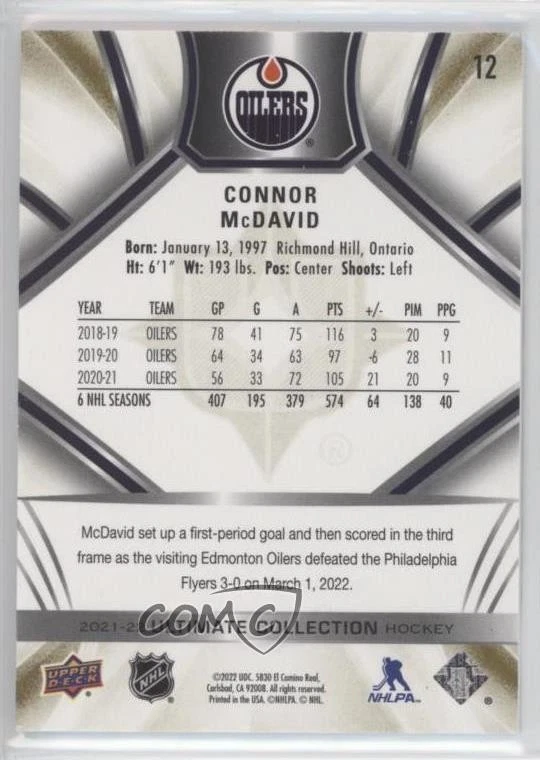 12
OILERS
®
CONNOR
McDAVID
Born: January 13, 1997 Richmond Hill, Ontario
Ht: 6'1" Wt: 193 lbs. Pos: Center Shoots: Left
YEAR TEAM GP G A PTS +/- PIM PPG
2018-19 OILERS 78 41 75 116 3 20 9
2019-20 OILERS 64 34 63 97 -6 28 11
2020-21 OILERS 56 33 72 105 21 20 9
6 NHL SEASONS 407 195 379 574 64 138 40
®
McDavid set up a first-period goal and then scored in the third
frame as the visiting Edmonton Oilers defeated the Philadelphia
Flyers 3-0 on March 1, 2022.
COMC
2021-22 ULTIMATE COLLECTION HOCKEY
UPPER
DECK
NHL
©2022 UDC. 5830 El Camino Real,
Carlsbad, CA 92008. All rights reserved.
Printed in the USA. ©NHLPA. © NHL.
NHLPA
®